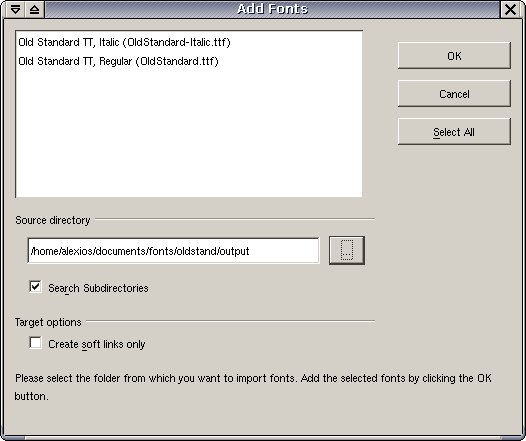 Add Fonts
Old Standard TT, Italic (OldStandard-Italic.ttf)
Old Standard TT, Regular (OldStandard.ttf)
OK
Cancel
Select All
Source directory
/home/alexios/documents/fonts/oldstand/output
...
Search Subdirectories
Target options
Create soft links only
Please select the folder from which you want to import fonts. Add the selected fonts by clicking the OK
button.